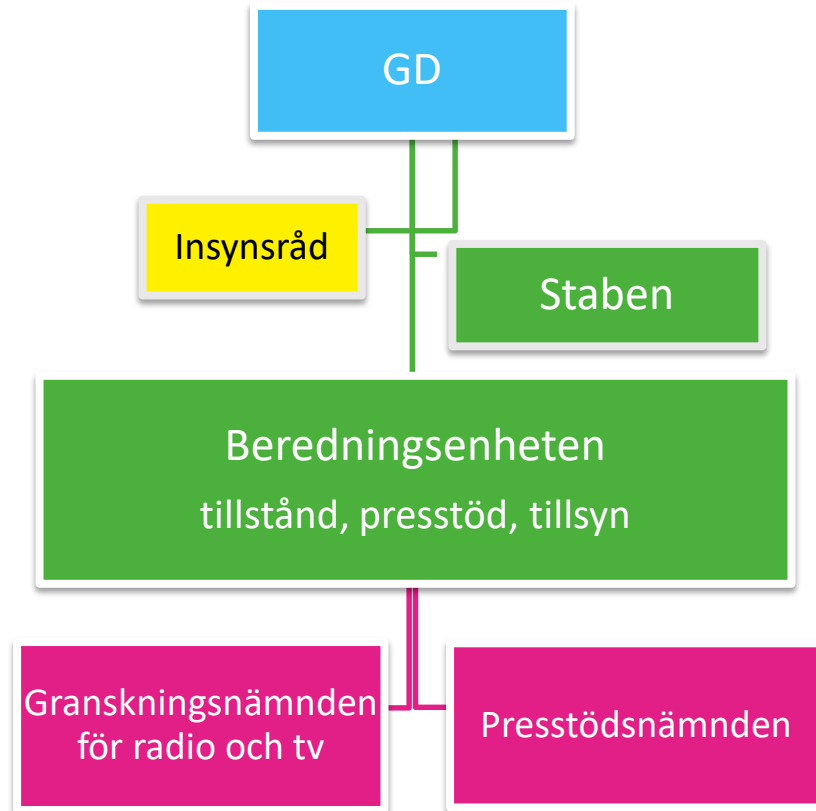 GD
Insynsråd
Staben
Beredningsenheten
tillstånd, presstöd, tillsyn
Granskningsnämnden
för radio och tv
Presstödsnämnden